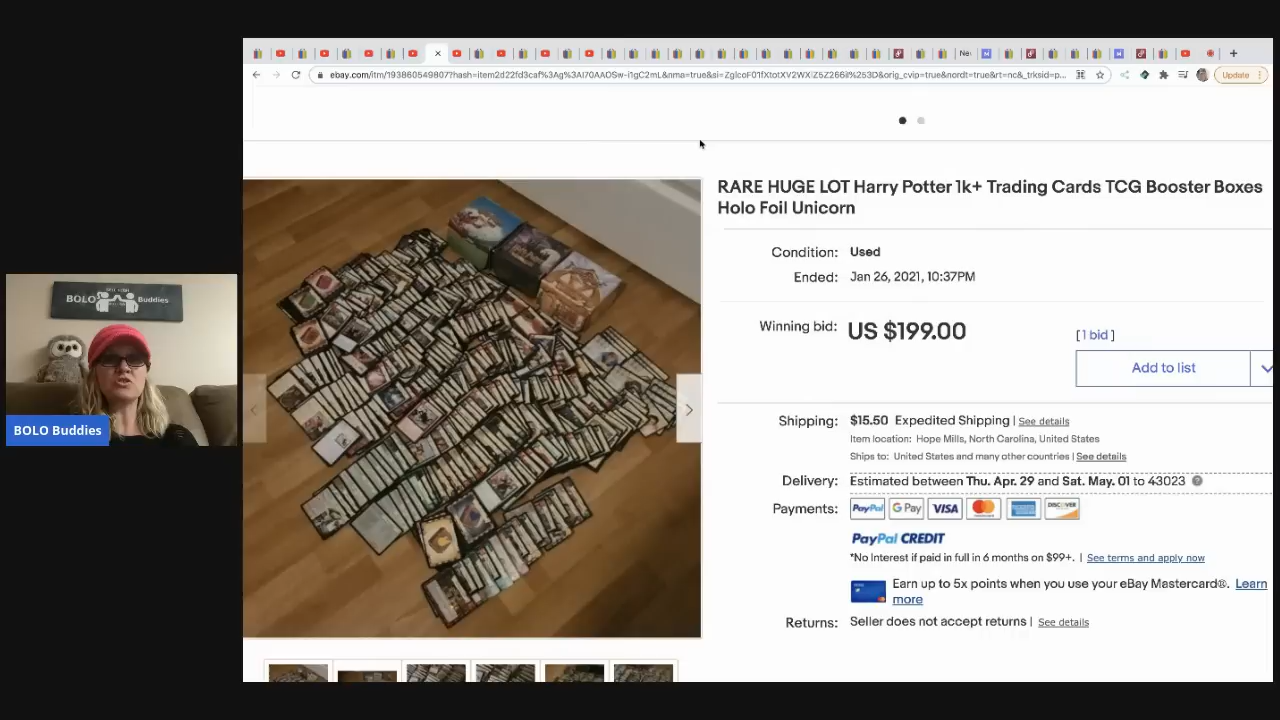 New
ebay.com/itm/193860549807?hash=item2d22fd3caf%3Ag%3AI70AAOSw-i1gC2mL&nma=true&si=ZglcoF01fXtotXV2WXiZ5Z266il%253D&orig_cvip=true&nordt=true&rt=nc&_trksid=p...
Update
RARE HUGE LOT Harry Potter 1k+ Trading Cards TCG Booster Boxes
Holo Foil Unicorn
Condition: Used
Ended: Jan 26, 2021, 10:37PM
Winning bid: US $199.00 [ 1 bid ]
Add to list
Shipping: $15.50 Expedited Shipping | See details
Item location: Hope Mills, North Carolina, United States
Ships to: United States and many other countries | See details
Delivery: Estimated between Thu. Apr. 29 and Sat. May. 01 to 43023
Payments: PayPal G Pay VISA mastercard DISCOVER
PayPal CREDIT
*No Interest if paid in full in 6 months on $99+. | See terms and apply now
Earn up to 5x points when you use your eBay Mastercard®. Learn
more
Returns: Seller does not accept returns | See details
BOLO Buddies
BOLO Buddies